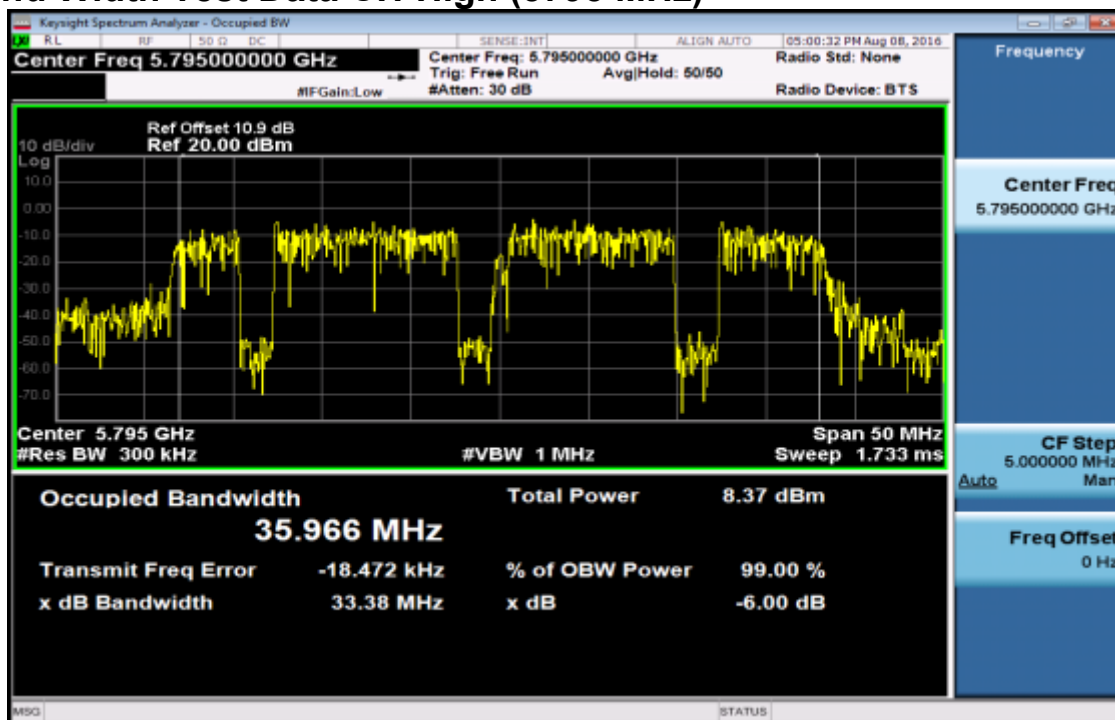 Keysight Spectrum Analyzer - Occupied BW
RL RF 50 Ω DC SENSE:INT ALIGN AUTO 05:00:32 PM Aug 08, 2016
Center Freq 5.795000000 GHz
Center Freq: 5.795000000 GHz Radio Std: None
Trig: Free Run Avg|Hold: 50/50
#IFGain:Low #Atten: 30 dB Radio Device: BTS
Ref Offset 10.9 dB
10 dB/div Ref 20.00 dBm
Log
10.0
0.00
-10.0
-20.0
-30.0
-40.0
-50.0
-60.0
-70.0
Center 5.795 GHz Span 50 MHz
#Res BW 300 kHz #VBW 1 MHz Sweep 1.733 ms
Occupied Bandwidth Total Power 8.37 dBm
35.966 MHz
Transmit Freq Error -18.472 kHz % of OBW Power 99.00 %
x dB Bandwidth 33.38 MHz x dB -6.00 dB
MSG STATUS
Frequency
Center Freq
5.795000000 GHz
CF Step
5.000000 MHz
Auto Man
Freq Offset
0 Hz